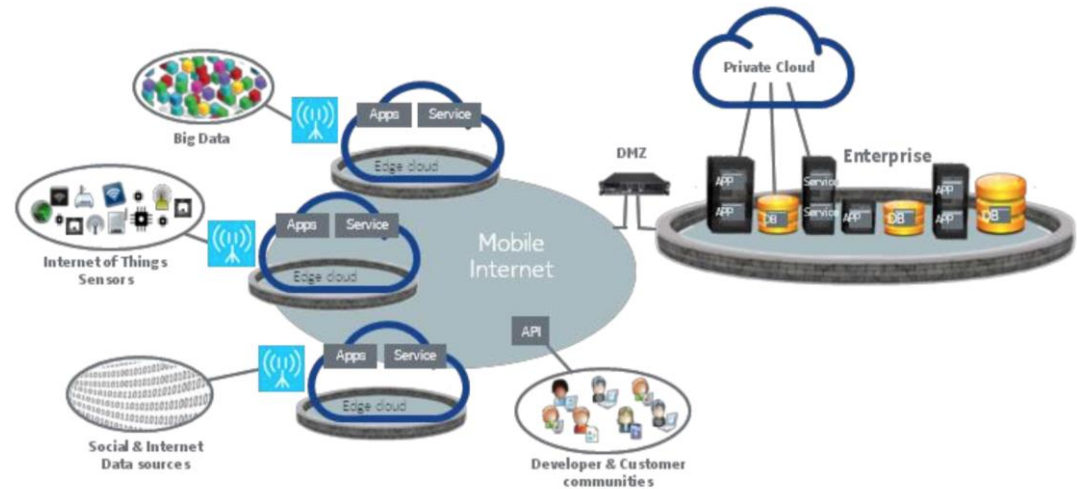 Private Cloud
Big Data
Apps
Service
Edge cloud
DMZ
Enterprise
APP
APP
DB
Service
Service
APP
DB
APP
APP
DB
Internet of Things
Sensors
Apps
Service
Edge cloud
Mobile
Internet
API
Social & Internet
Data sources
Apps
Service
Edge cloud
Developer & Customer
communities